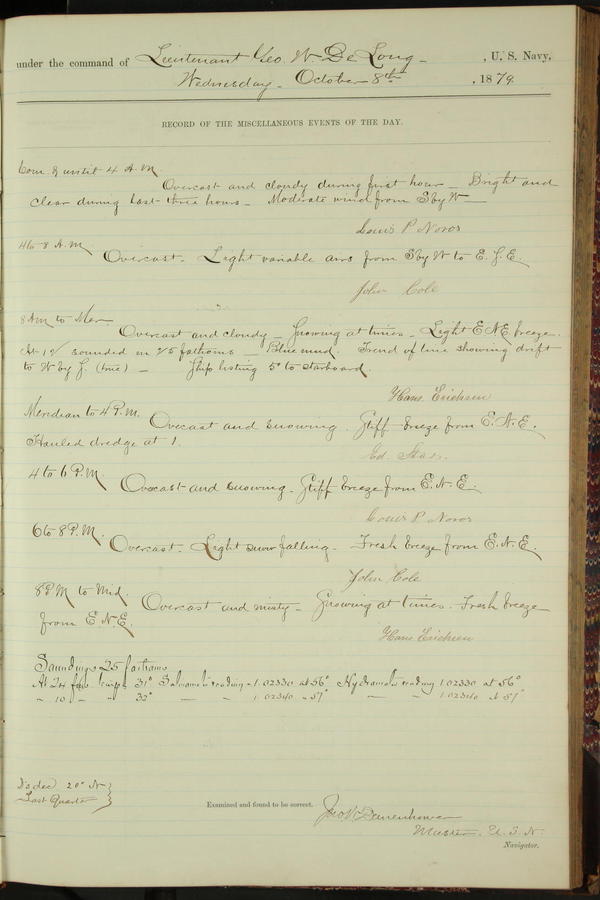 under the command of Lieutenant Geo. W De Long , U. S. Navy,
Wednesday October 8th , 1879.
RECORD OF THE MISCELLANEOUS EVENTS OF THE DAY.
Com. & until 4 A.M
Overcast and cloudy during first hour - Bright and
clear during last three hours - Moderate wind from S by W
Louis P Noros
4 to 8 A.M.
Overcast - Light variable airs from S by W to E. S. E.
John Cole
8 AM to Mer.
Overcast and cloudy - Snowing at times - Light E NE breeze.
At sounded in 25 fathoms - Blue mud. Trend of line showing drift
to W by S. (true) - Ship listing 5° to starboard.
Hans Erichsen
Meridian to 4 P.M. Overcast and snowing. Stiff breeze from E. N. E.
Hauled dredge at 1.
Ed. Starr.
4 to 6 P.M. Overcast and snowing - Stiff breeze from E. N. E.
Louis P Noros
6 to 8 P.M. Overcast - Light snow falling - Fresh breeze from E. N. E.
John Cole
8 PM to Mid. Overcast and misty - Snowing at times. Fresh breeze
from E N.E.
Hans Erichsen
Soundings 25 fathoms
At 24 fms temp. 31° Salinometer reading 1.02330 at 56° Hydrometer reading 1.02330 at 56°
" 10 " " 30° " 1.02340 " 57° " " 1.02340 at 57°
dec 20° N
Last Quarter
Examined and found to be correct. Jno W Danenhower
Master, U. S. N.
Navigator.